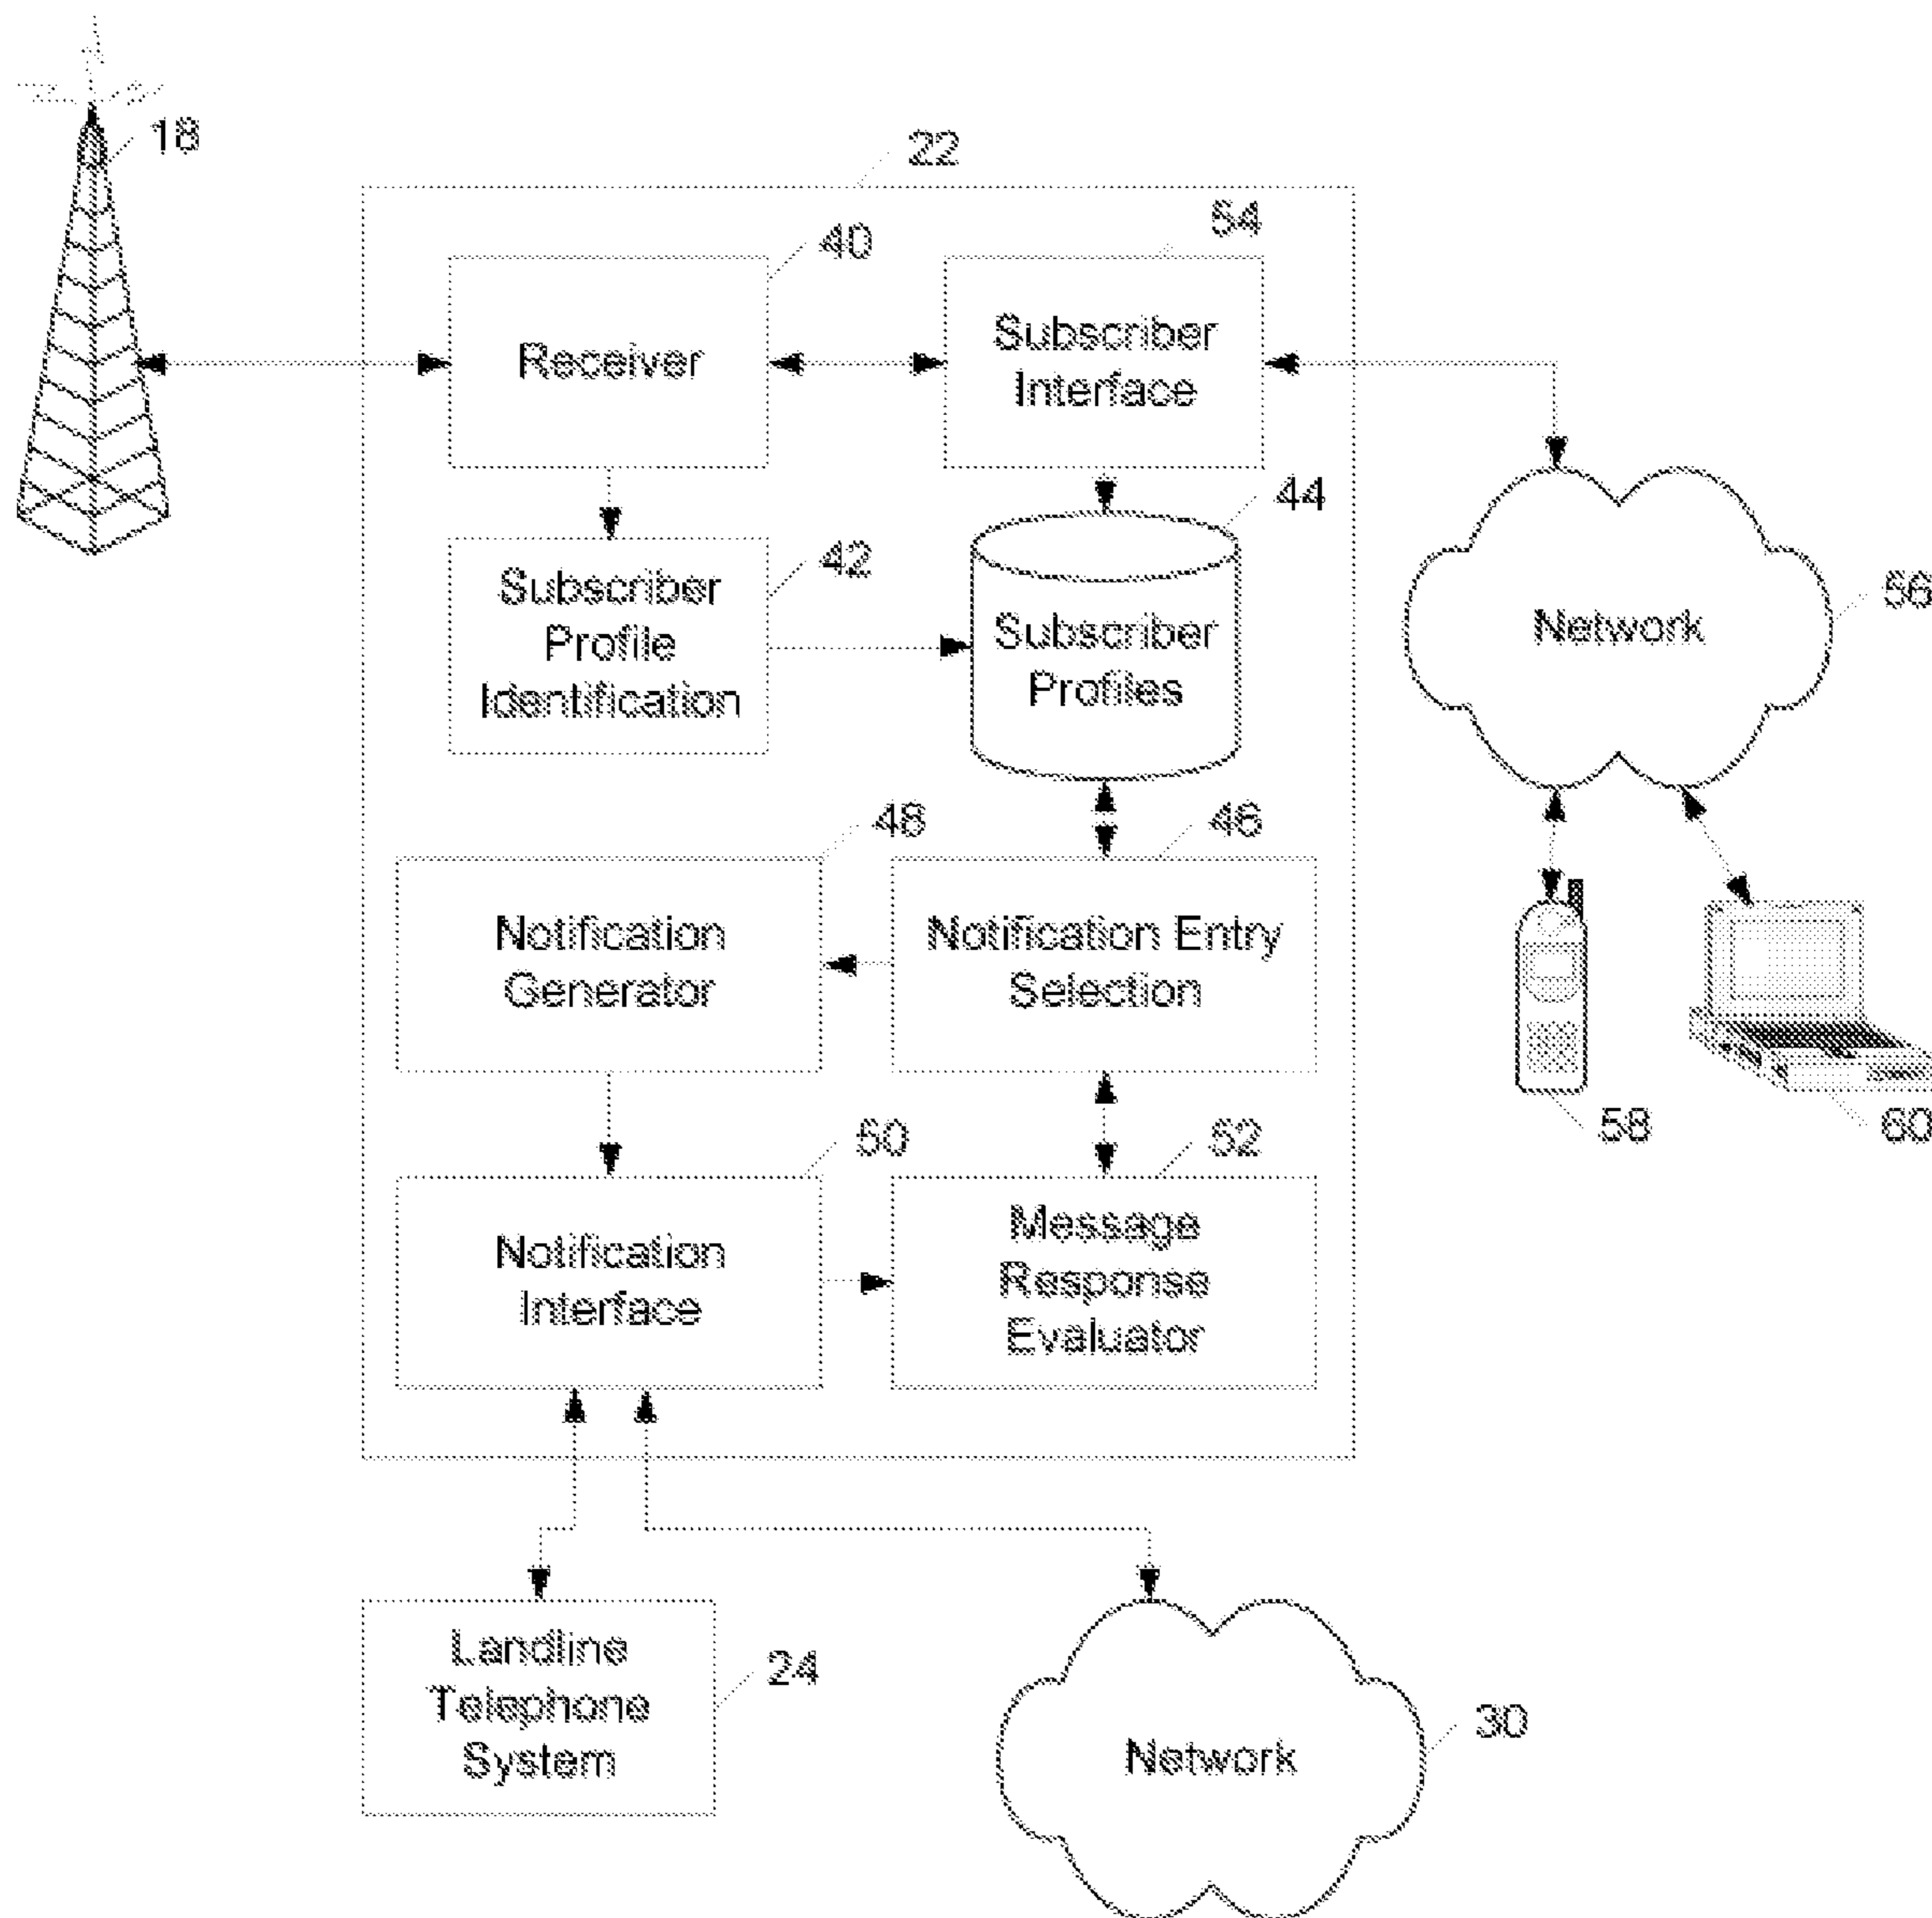 18
22
40
54
Receiver
Subscriber
Interface
44
42
Subscriber
Profile
Identification
Subscriber
Profiles
56
Network
48
46
Notification
Generator
Notification Entry
Selection
58
60
50
52
Notification
Interface
Message
Response
Evaluator
Landline
Telephone
System
24
30
Network